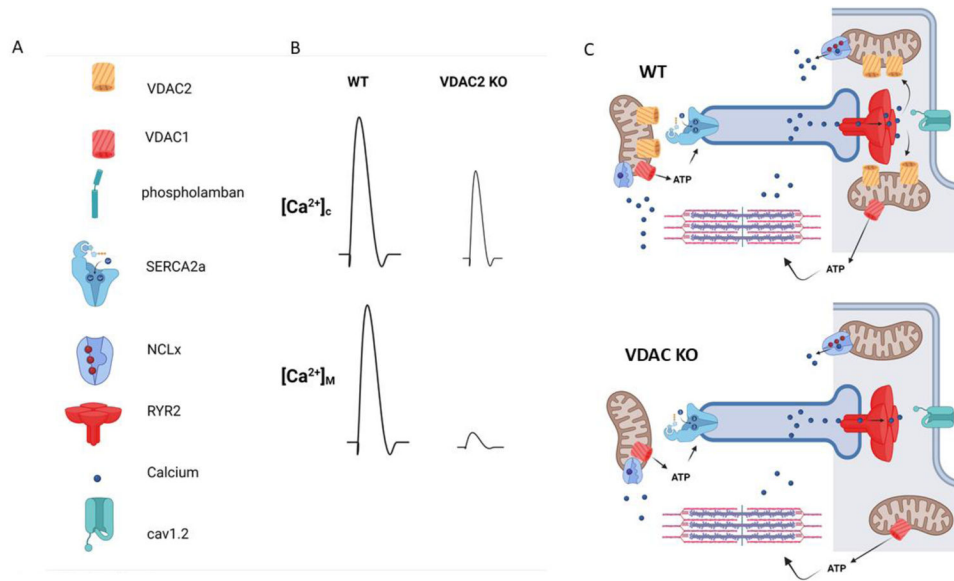 A
VDAC2
VDAC1
phospholamban
SERCA2a
NCLx
RYR2
Calcium
cav1.2
B
WT VDAC2 KO
[Ca²⁺]c
[Ca²⁺]M
C
WT
ATP
ATP
VDAC KO
ATP
ATP